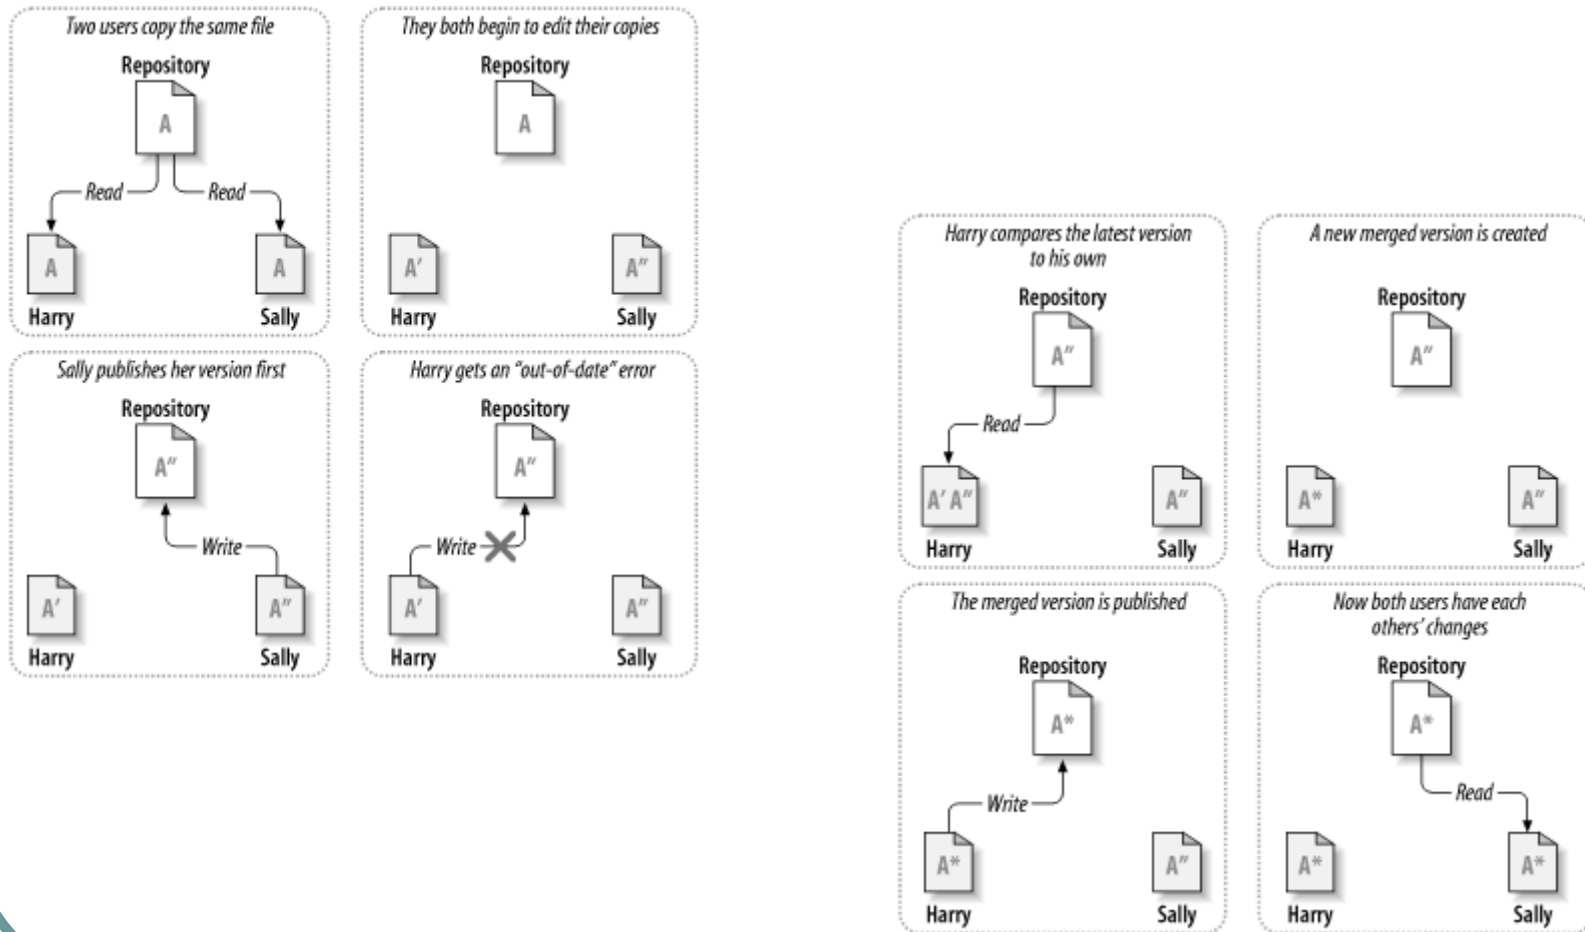 Two users copy the same file
Repository
A
Read
Read
A
A
Harry
Sally
They both begin to edit their copies
Repository
A
A′
A″
Harry
Sally
Sally publishes her version first
Repository
A″
Write
A′
A″
Harry
Sally
Harry gets an “out-of-date” error
Repository
A″
Write
A′
A″
Harry
Sally
Harry compares the latest version
to his own
Repository
A″
Read
A′ A″
A″
Harry
Sally
A new merged version is created
Repository
A″
A*
A″
Harry
Sally
The merged version is published
Repository
A*
Write
A*
A″
Harry
Sally
Now both users have each
others’ changes
Repository
A*
Read
A*
A*
Harry
Sally